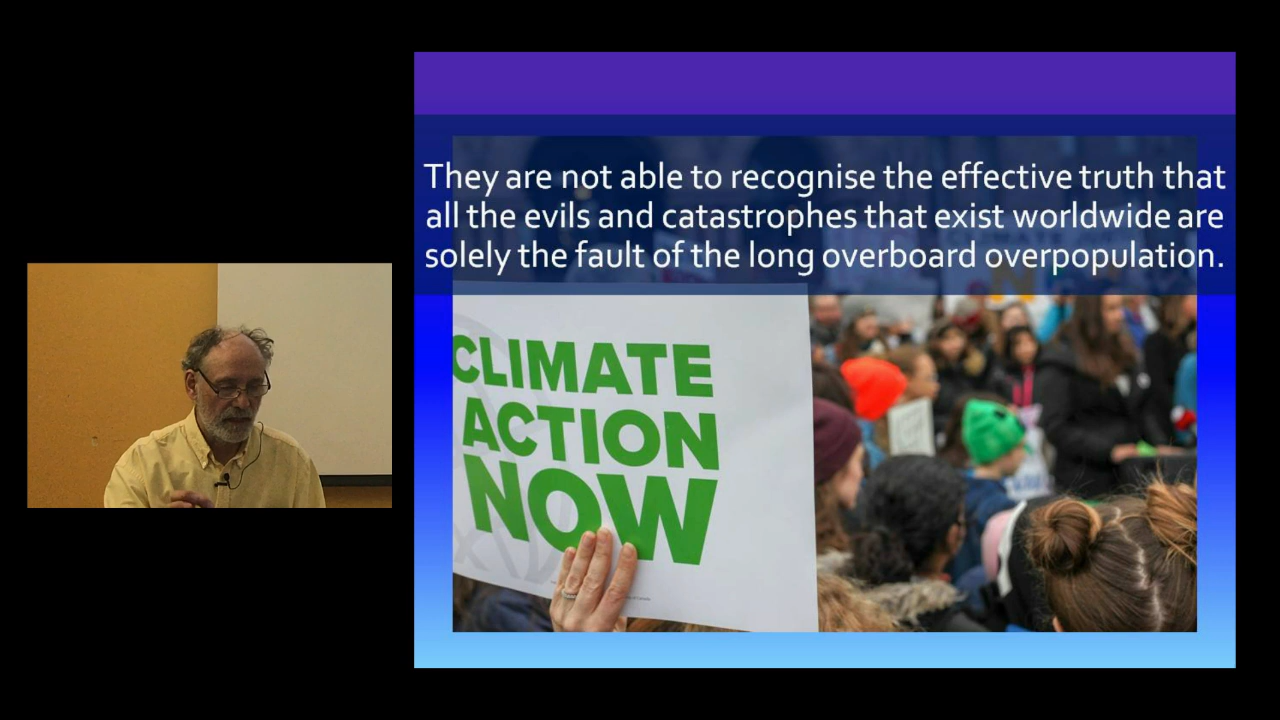 They are not able to recognise the effective truth that
all the evils and catastrophes that exist worldwide are
solely the fault of the long overboard overpopulation.
CLIMATE
ACTION
NOW